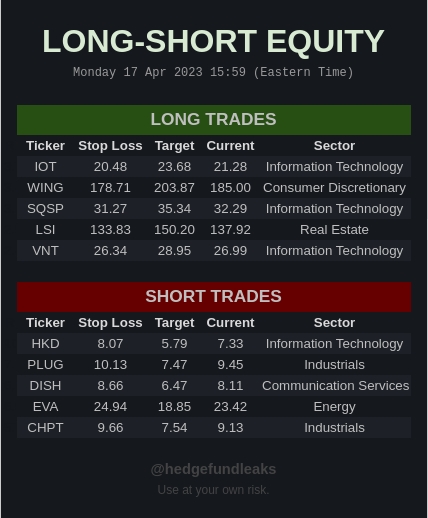 LONG-SHORT EQUITY
Monday 17 Apr 2023 15:59 (Eastern Time)
LONG TRADES
Ticker Stop Loss Target Current Sector
IOT 20.48 23.68 21.28 Information Technology
WING 178.71 203.87 185.00 Consumer Discretionary
SQSP 31.27 35.34 32.29 Information Technology
LSI 133.83 150.20 137.92 Real Estate
VNT 26.34 28.95 26.99 Information Technology
SHORT TRADES
Ticker Stop Loss Target Current Sector
HKD 8.07 5.79 7.33 Information Technology
PLUG 10.13 7.47 9.45 Industrials
DISH 8.66 6.47 8.11 Communication Services
EVA 24.94 18.85 23.42 Energy
CHPT 9.66 7.54 9.13 Industrials
@hedgefundleaks
Use at your own risk.